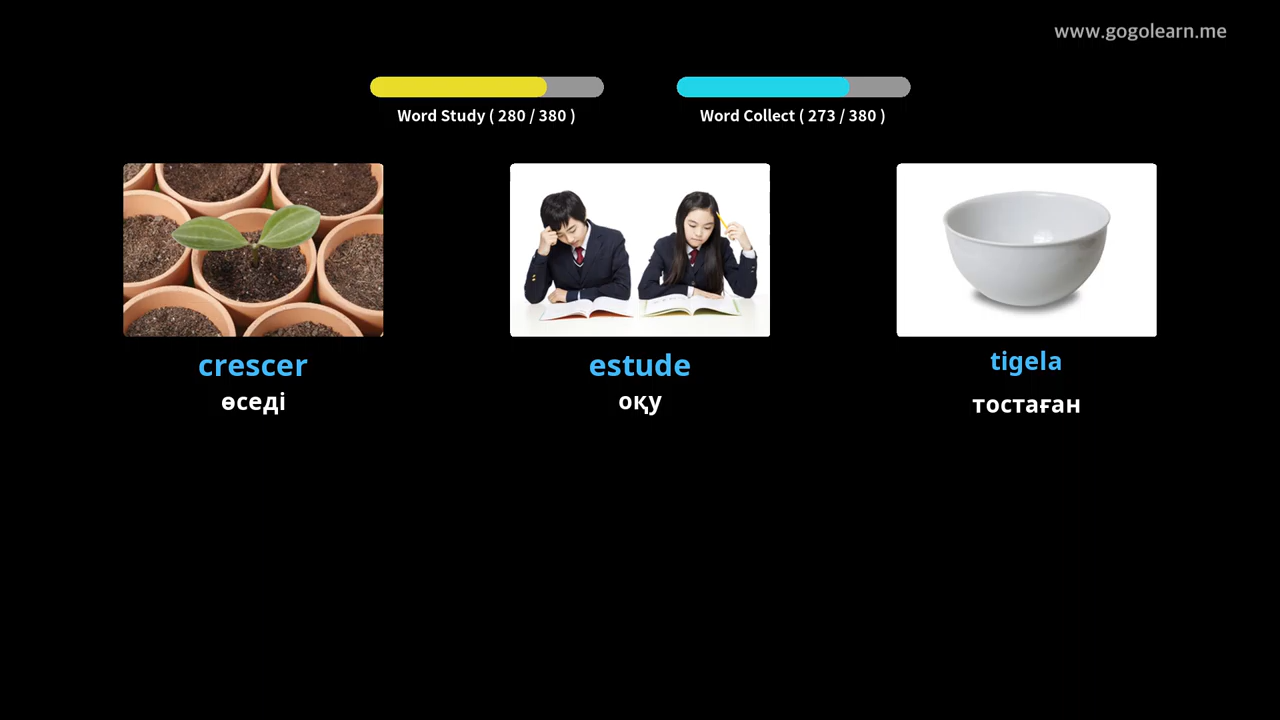 www.gogolearn.me
Word Study ( 280 / 380 )
Word Collect ( 273 / 380 )
crescer
өседі
estude
оқу
tigela
тостаған